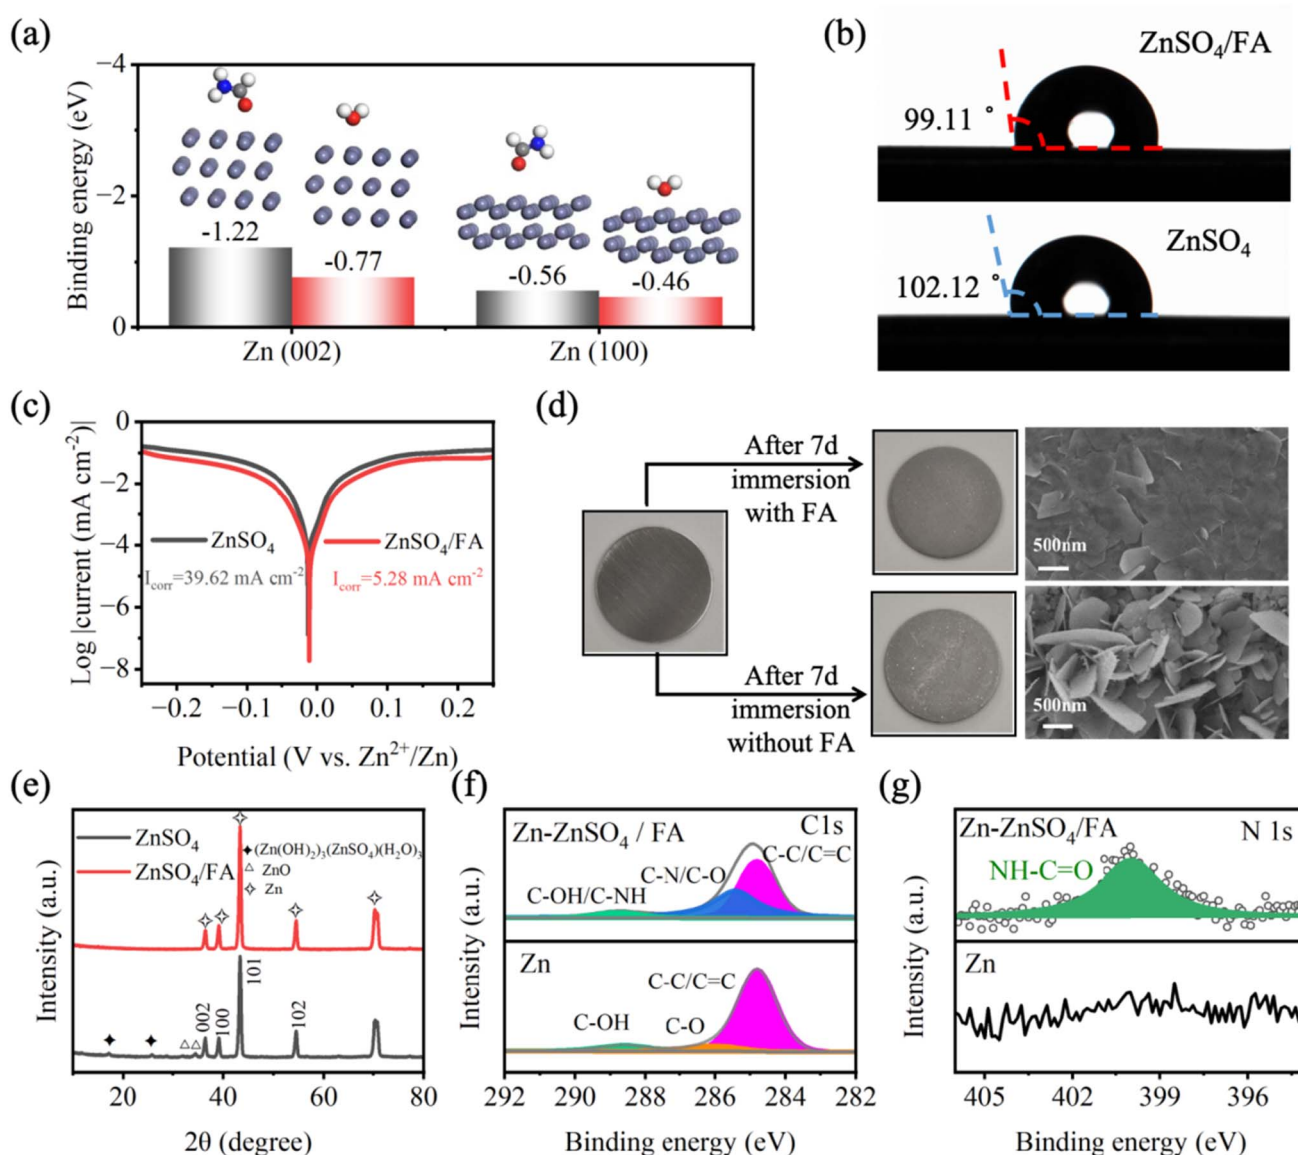 (a)
Binding energy (eV)
−4
−2
0
-1.22
-0.77
-0.56
-0.46
Zn (002)
Zn (100)
(b)
ZnSO4/FA
99.11 °
ZnSO4
102.12 °
(c)
Log |current (mA cm-2)|
0
−2
−4
−6
−8
ZnSO4
ZnSO4/FA
Icorr=39.62 mA cm-2
Icorr=5.28 mA cm-2
−0.2
−0.1
0.0
0.1
0.2
Potential (V vs. Zn2+/Zn)
(d)
After 7d
immersion
with FA
500nm
After 7d
immersion
without FA
500nm
(e)
Intensity (a.u.)
ZnSO4
ZnSO4/FA
(Zn(OH)2)3(ZnSO4)(H2O)3
ZnO
Zn
002
100
101
102
20
40
60
80
2θ (degree)
(f)
Intensity (a.u.)
Zn-ZnSO4 / FA
C1s
C-C/C=C
C-N/C-O
C-OH/C-NH
Zn
C-C/C=C
C-OH
C-O
292
290
288
286
284
282
Binding energy (eV)
(g)
Intensity (a.u.)
Zn-ZnSO4/FA
N 1s
NH-C=O
Zn
405
402
399
396
Binding energy (eV)